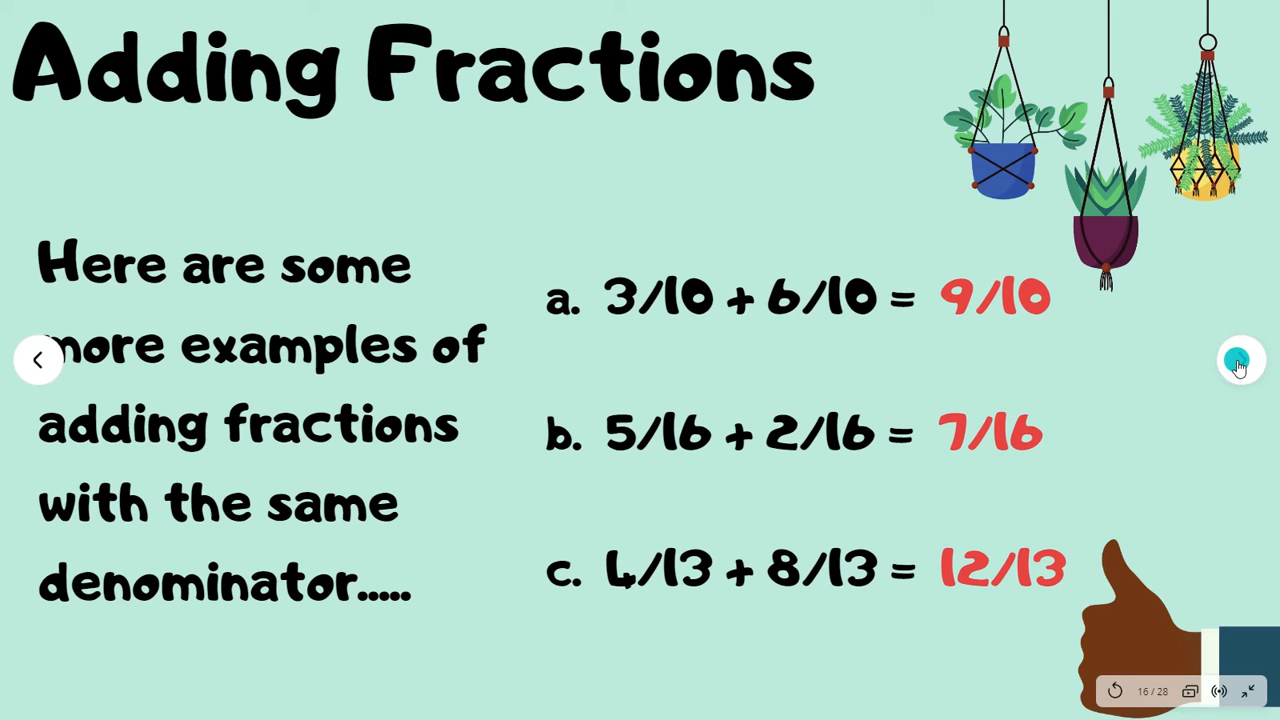 Adding Fractions
Here are some
more examples of
adding fractions
with the same
denominator.....
a. 3/10 + 6/10 = 9/10
b. 5/16 + 2/16 = 7/16
c. 4/13 + 8/13 = 12/13
16 / 28